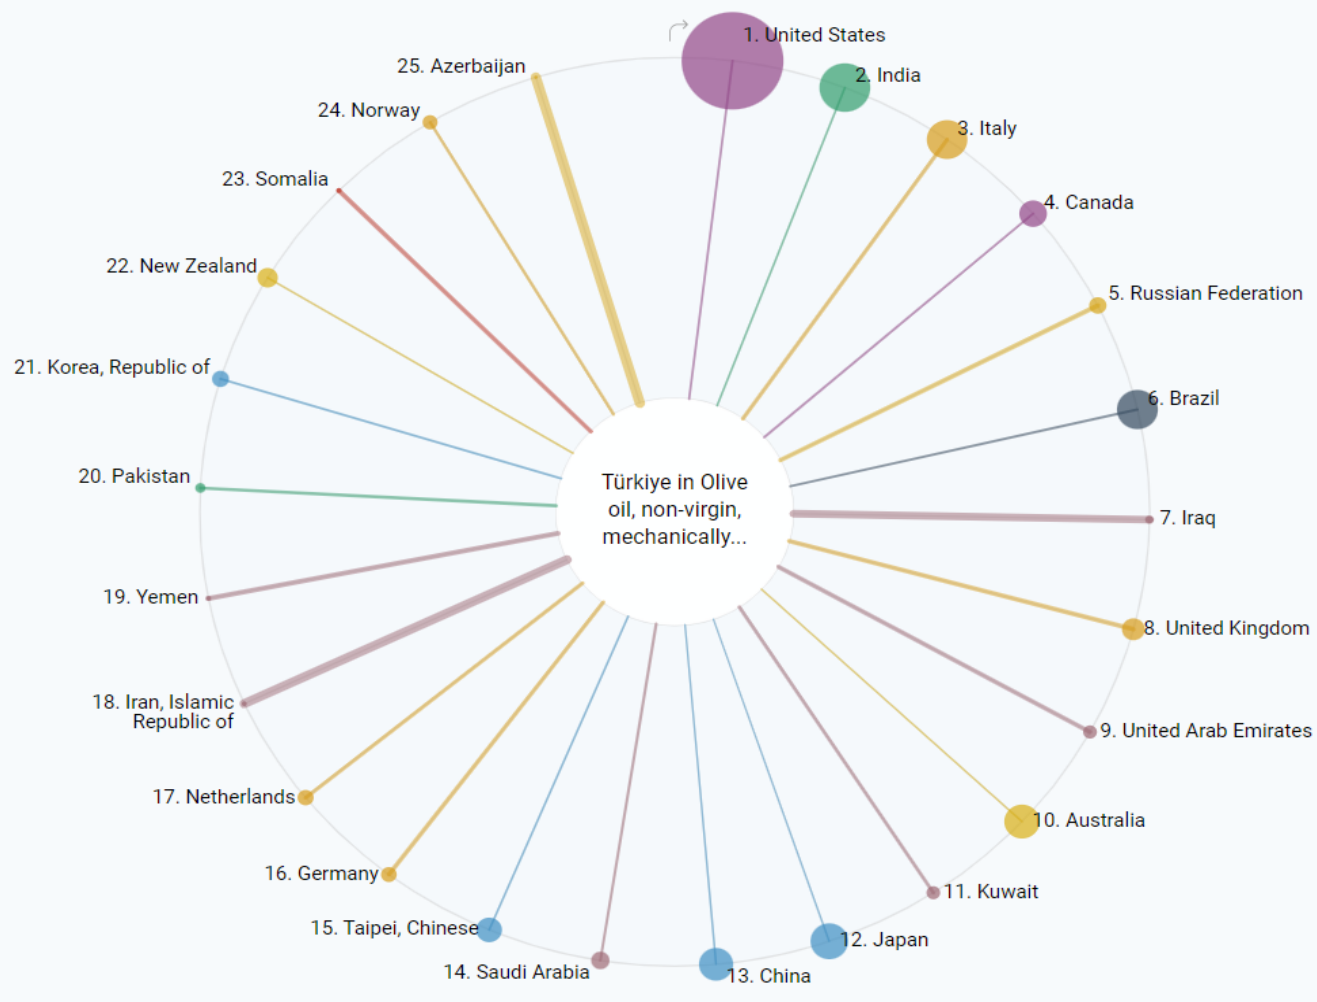 1. United States
2. India
3. Italy
4. Canada
5. Russian Federation
6. Brazil
7. Iraq
8. United Kingdom
9. United Arab Emirates
10. Australia
11. Kuwait
12. Japan
13. China
14. Saudi Arabia
15. Taipei, Chinese
16. Germany
17. Netherlands
18. Iran, Islamic
Republic of
19. Yemen
20. Pakistan
21. Korea, Republic of
22. New Zealand
23. Somalia
24. Norway
25. Azerbaijan
Türkiye in Olive
oil, non-virgin,
mechanically...